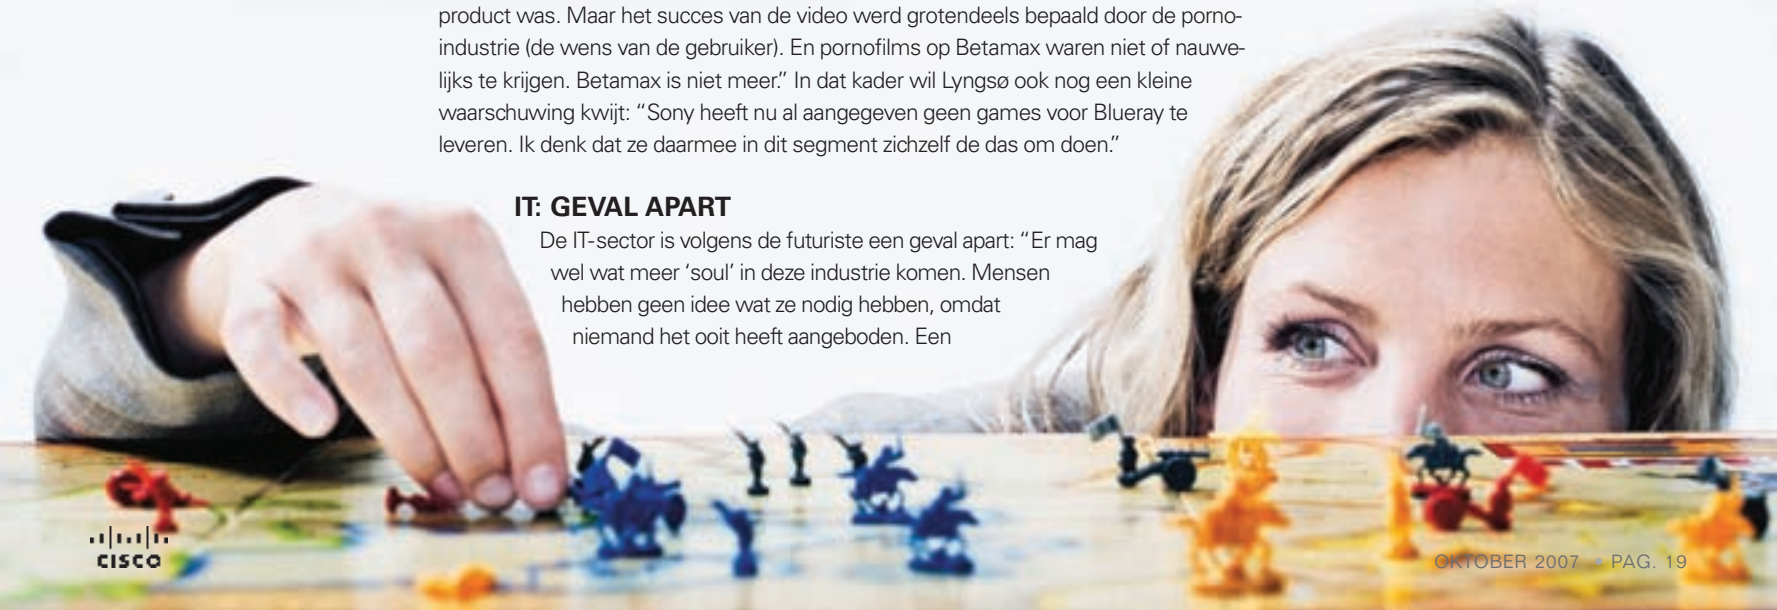 product was. Maar het succes van de video werd grotendeels bepaald door de porno-
industrie (de wens van de gebruiker). En pornofilms op Betamax waren niet of nauwe-
lijks te krijgen. Betamax is niet meer.” In dat kader wil Lyngsø ook nog een kleine
waarschuwing kwijt: “Sony heeft nu al aangegeven geen games voor Blueray te
leveren. Ik denk dat ze daarmee in dit segment zichzelf de das om doen.”
IT: GEVAL APART
De IT-sector is volgens de futuriste een geval apart: “Er mag
wel wat meer ‘soul’ in deze industrie komen. Mensen
hebben geen idee wat ze nodig hebben, omdat
niemand het ooit heeft aangeboden. Een
CISCO
OKTOBER 2007 • PAG. 19